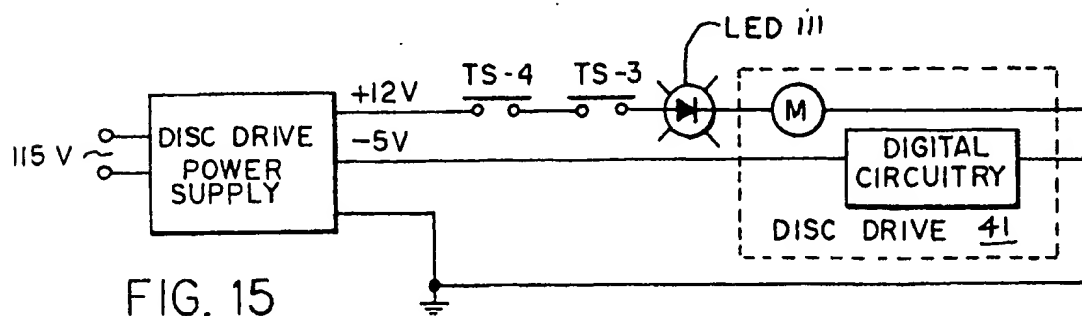 LED 111
TS-4 TS-3
+12V
M
115 V
DISC DRIVE
POWER
SUPPLY
-5V
DIGITAL
CIRCUITRY
DISC DRIVE 41
FIG. 15